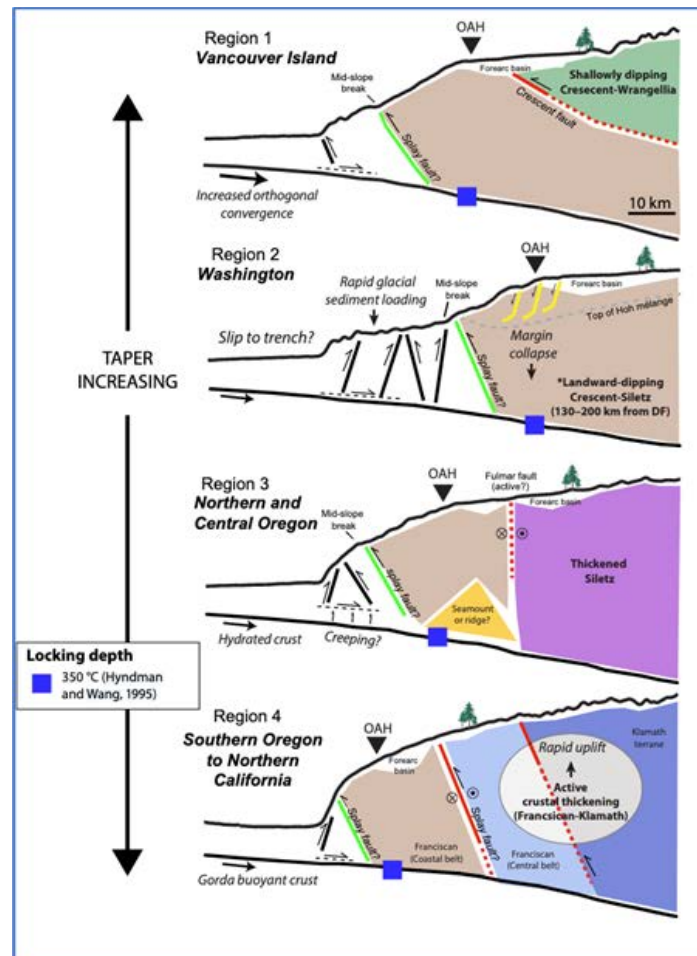 Region 1
Vancouver Island
OAH
Forearc basin
Mid-slope
break
Shallowly dipping
Cresecent-Wrangellia
Crescent fault
Splay fault?
Increased orthogonal
convergence
10 km
Region 2
Washington
OAH
Rapid glacial
sediment loading
Mid-slope
break
Forearc basin
Top of Hoh mélange
Slip to trench?
Margin
collapse
Splay fault?
*Landward-dipping
Crescent-Siletz
(130–200 km from DF)
TAPER
INCREASING
Region 3
Northern and
Central Oregon
OAH
Fulmar fault
(active?)
Forearc basin
Mid-slope
break
splay fault?
Thickened
Siletz
Seamount
or ridge?
Hydrated crust
Creeping?
Locking depth
350 °C (Hyndman
and Wang, 1995)
Region 4
Southern Oregon
to Northern
California
OAH
Forearc
basin
Klamath
terrane
Rapid uplift
Active
crustal thickening
(Francsican-Klamath)
Splay fault?
Splay fault?
Franciscan
(Coastal belt)
Franciscan
(Central belt)
Gorda buoyant crust